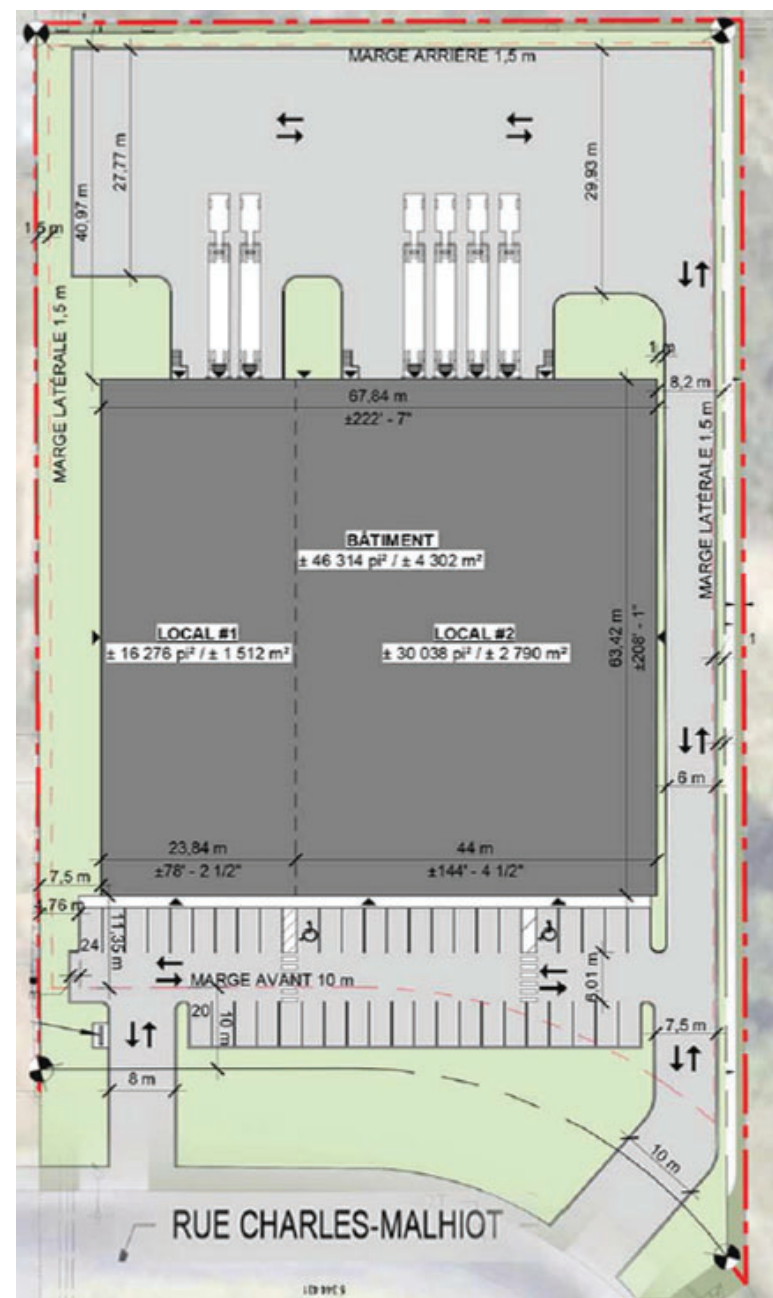 MARGE ARRIÈRE 1,5 m
27,77 m
40,97 m
29,93 m
1,5 m
MARGE LATÉRALE 1,5 m
1 m
8,2 m
67,84 m
±222' - 7"
MARGE LATÉRALE 1,5 m
BÂTIMENT
± 46 314 pi² / ± 4 302 m²
LOCAL #1
± 16 276 pi² / ± 1 512 m²
LOCAL #2
± 30 038 pi² / ± 2 790 m²
63,42 m
±208' - 1"
1
6 m
23,84 m
±78' - 2 1/2"
44 m
±144' - 4 1/2"
7,5 m
11,35 m
24
MARGE AVANT 10 m
6,01 m
20
10 m
7,5 m
8 m
10 m
RUE CHARLES-MALHIOT